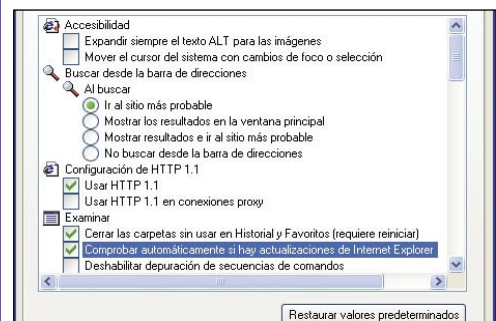 Accesibilidad
Expandir siempre el texto ALT para las imágenes
Mover el cursor del sistema con cambios de foco o selección
Buscar desde la barra de direcciones
Al buscar
Ir al sitio más probable
Mostrar los resultados en la ventana principal
Mostrar resultados e ir al sitio más probable
No buscar desde la barra de direcciones
Configuración de HTTP 1.1
Usar HTTP 1.1
Usar HTTP 1.1 en conexiones proxy
Examinar
Cerrar las carpetas sin usar en Historial y Favoritos (requiere reiniciar)
Comprobar automáticamente si hay actualizaciones de Internet Explorer
Deshabilitar depuración de secuencias de comandos
Restaurar valores predeterminados